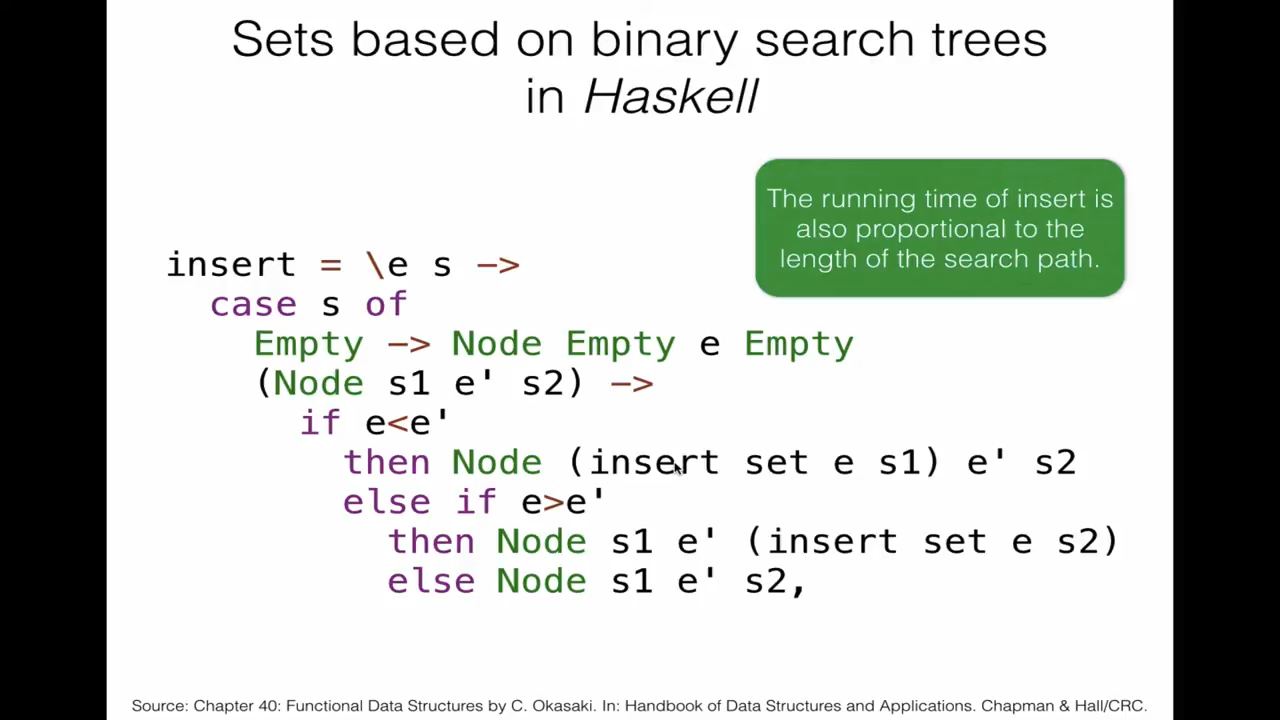 Sets based on binary search trees
in Haskell
The running time of insert is
also proportional to the
length of the search path.
insert = \e s ->
case s of
Empty -> Node Empty e Empty
(Node s1 e' s2) ->
if e<e'
then Node (insert set e s1) e' s2
else if e>e'
then Node s1 e' (insert set e s2)
else Node s1 e' s2,
Source: Chapter 40: Functional Data Structures by C. Okasaki. In: Handbook of Data Structures and Applications. Chapman & Hall/CRC.